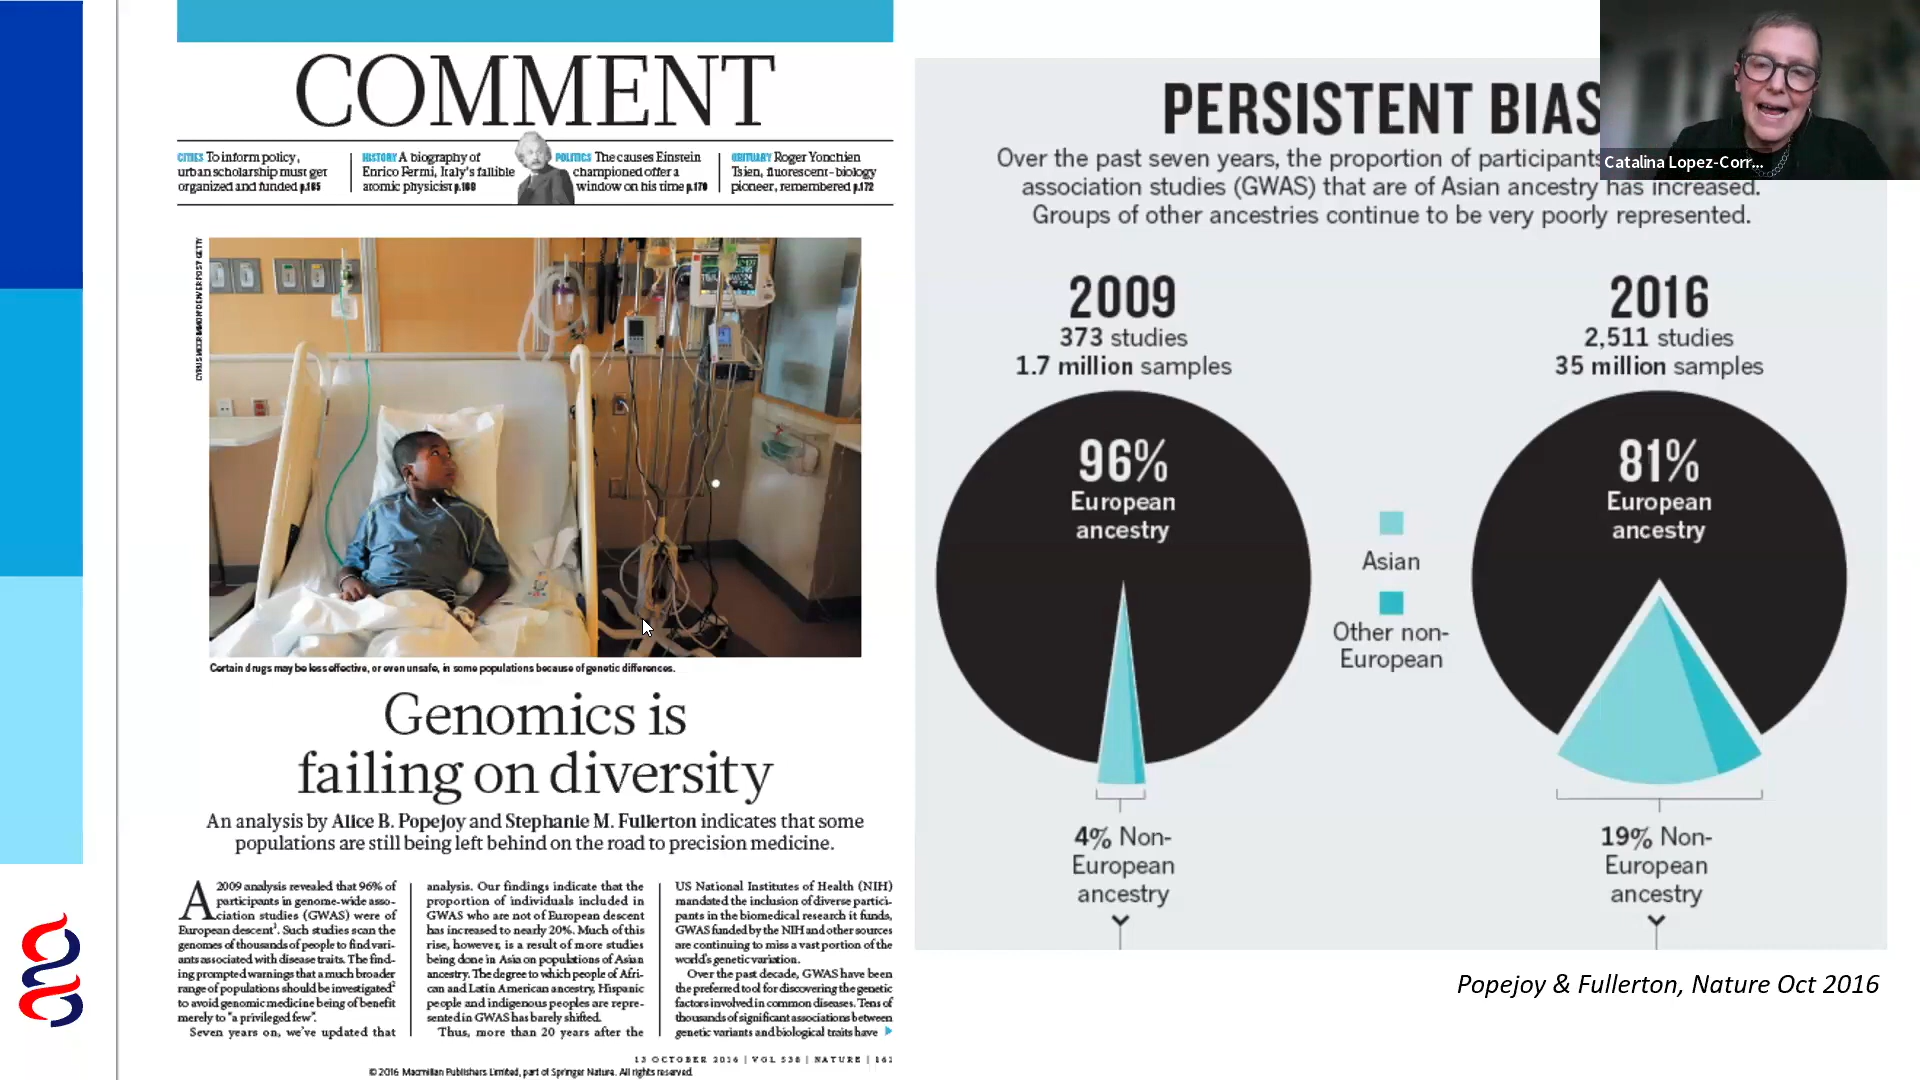 COMMENT
CITIES To inform policy, urban scholarship must get organized and funded p.165
HISTORY A biography of Enrico Fermi, Italy's fallible atomic physicist p.168
POLITICS The causes Einstein championed offer a window on his time p.170
OBITUARY Roger Yonchien Tsien, fluorescent-biology pioneer, remembered p.172
Certain drugs may be less effective, or even unsafe, in some populations because of genetic differences.
Genomics is
failing on diversity
An analysis by Alice B. Popejoy and Stephanie M. Fullerton indicates that some
populations are still being left behind on the road to precision medicine.
A 2009 analysis revealed that 96% of
participants in genome-wide asso-
ciation studies (GWAS) were of
European descent¹. Such studies scan the
genomes of thousands of people to find vari-
ants associated with disease traits. The find-
ing prompted warnings that a much broader
range of populations should be investigated²
to avoid genomic medicine being of benefit
merely to “a privileged few”.
Seven years on, we've updated that
analysis. Our findings indicate that the
proportion of individuals included in
GWAS who are not of European descent
has increased to nearly 20%. Much of this
rise, however, is a result of more studies
being done in Asia on populations of Asian
ancestry. The degree to which people of Afri-
can and Latin American ancestry, Hispanic
people and indigenous peoples are repre-
sented in GWAS has barely shifted.
Thus, more than 20 years after the
US National Institutes of Health (NIH)
mandated the inclusion of diverse partici-
pants in the biomedical research it funds,
GWAS funded by the NIH and other sources
are continuing to miss a vast portion of the
world's genetic variation.
Over the past decade, GWAS have been
the preferred tool for discovering the genetic
factors involved in common diseases. Tens of
thousands of significant associations between
genetic variants and biological traits have
13 OCTOBER 2016 | VOL 538 | NATURE | 161
© 2016 Macmillan Publishers Limited, part of Springer Nature. All rights reserved.
PERSISTENT BIAS
Over the past seven years, the proportion of participants
association studies (GWAS) that are of Asian ancestry has increased.
Groups of other ancestries continue to be very poorly represented.
2009
373 studies
1.7 million samples
96%
European
ancestry
4% Non-
European
ancestry
Asian
Other non-
European
2016
2,511 studies
35 million samples
81%
European
ancestry
19% Non-
European
ancestry
Popejoy & Fullerton, Nature Oct 2016
Catalina Lopez-Corr...